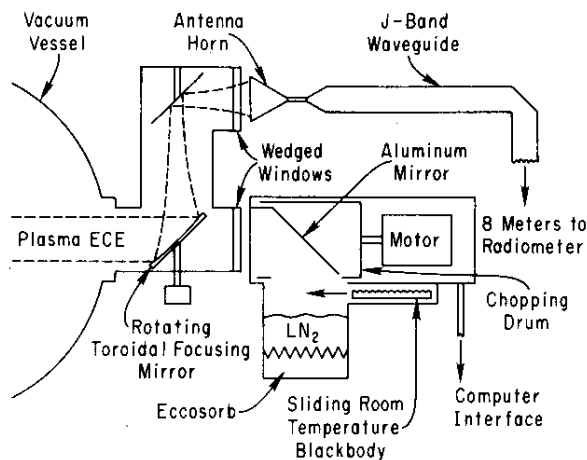 Vacuum
Vessel
Antenna
Horn
J-Band
Waveguide
Wedged
Windows
Aluminum
Mirror
Plasma ECE
Motor
8 Meters to
Radiometer
Chopping
Drum
Rotating
Toroidal Focusing
Mirror
LN2
Eccosorb
Sliding Room
Temperature
Blackbody
Computer
Interface